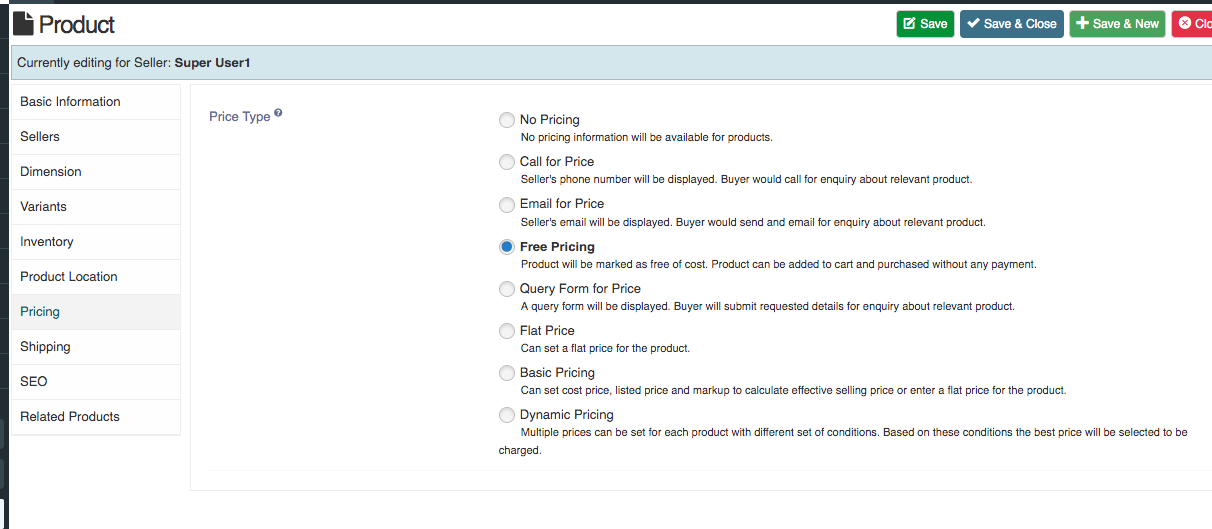 Product
Save
Save & Close
Save & New
Clo
Currently editing for Seller: Super User1
Basic Information
Sellers
Dimension
Variants
Inventory
Product Location
Pricing
Shipping
SEO
Related Products
Price Type
No Pricing
No pricing information will be available for products.
Call for Price
Seller's phone number will be displayed. Buyer would call for enquiry about relevant product.
Email for Price
Seller's email will be displayed. Buyer would send and email for enquiry about relevant product.
Free Pricing
Product will be marked as free of cost. Product can be added to cart and purchased without any payment.
Query Form for Price
A query form will be displayed. Buyer will submit requested details for enquiry about relevant product.
Flat Price
Can set a flat price for the product.
Basic Pricing
Can set cost price, listed price and markup to calculate effective selling price or enter a flat price for the product.
Dynamic Pricing
Multiple prices can be set for each product with different set of conditions. Based on these conditions the best price will be selected to be
charged.